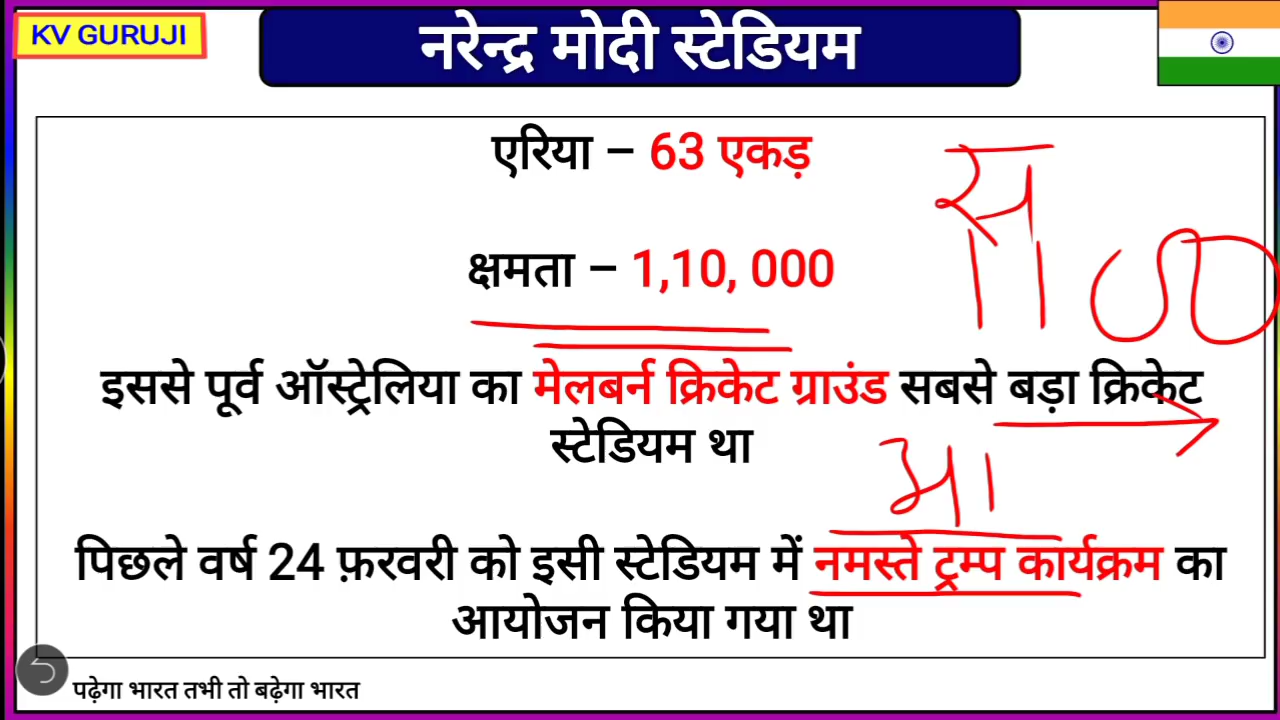 KV GURUJI
नरेन्द्र मोदी स्टेडियम
एरिया – 63 एकड़
क्षमता – 1,10, 000
इससे पूर्व ऑस्ट्रेलिया का मेलबर्न क्रिकेट ग्राउंड सबसे बड़ा क्रिकेट
स्टेडियम था
पिछले वर्ष 24 फ़रवरी को इसी स्टेडियम में नमस्ते ट्रम्प कार्यक्रम का
आयोजन किया गया था
पढ़ेगा भारत तभी तो बढ़ेगा भारत